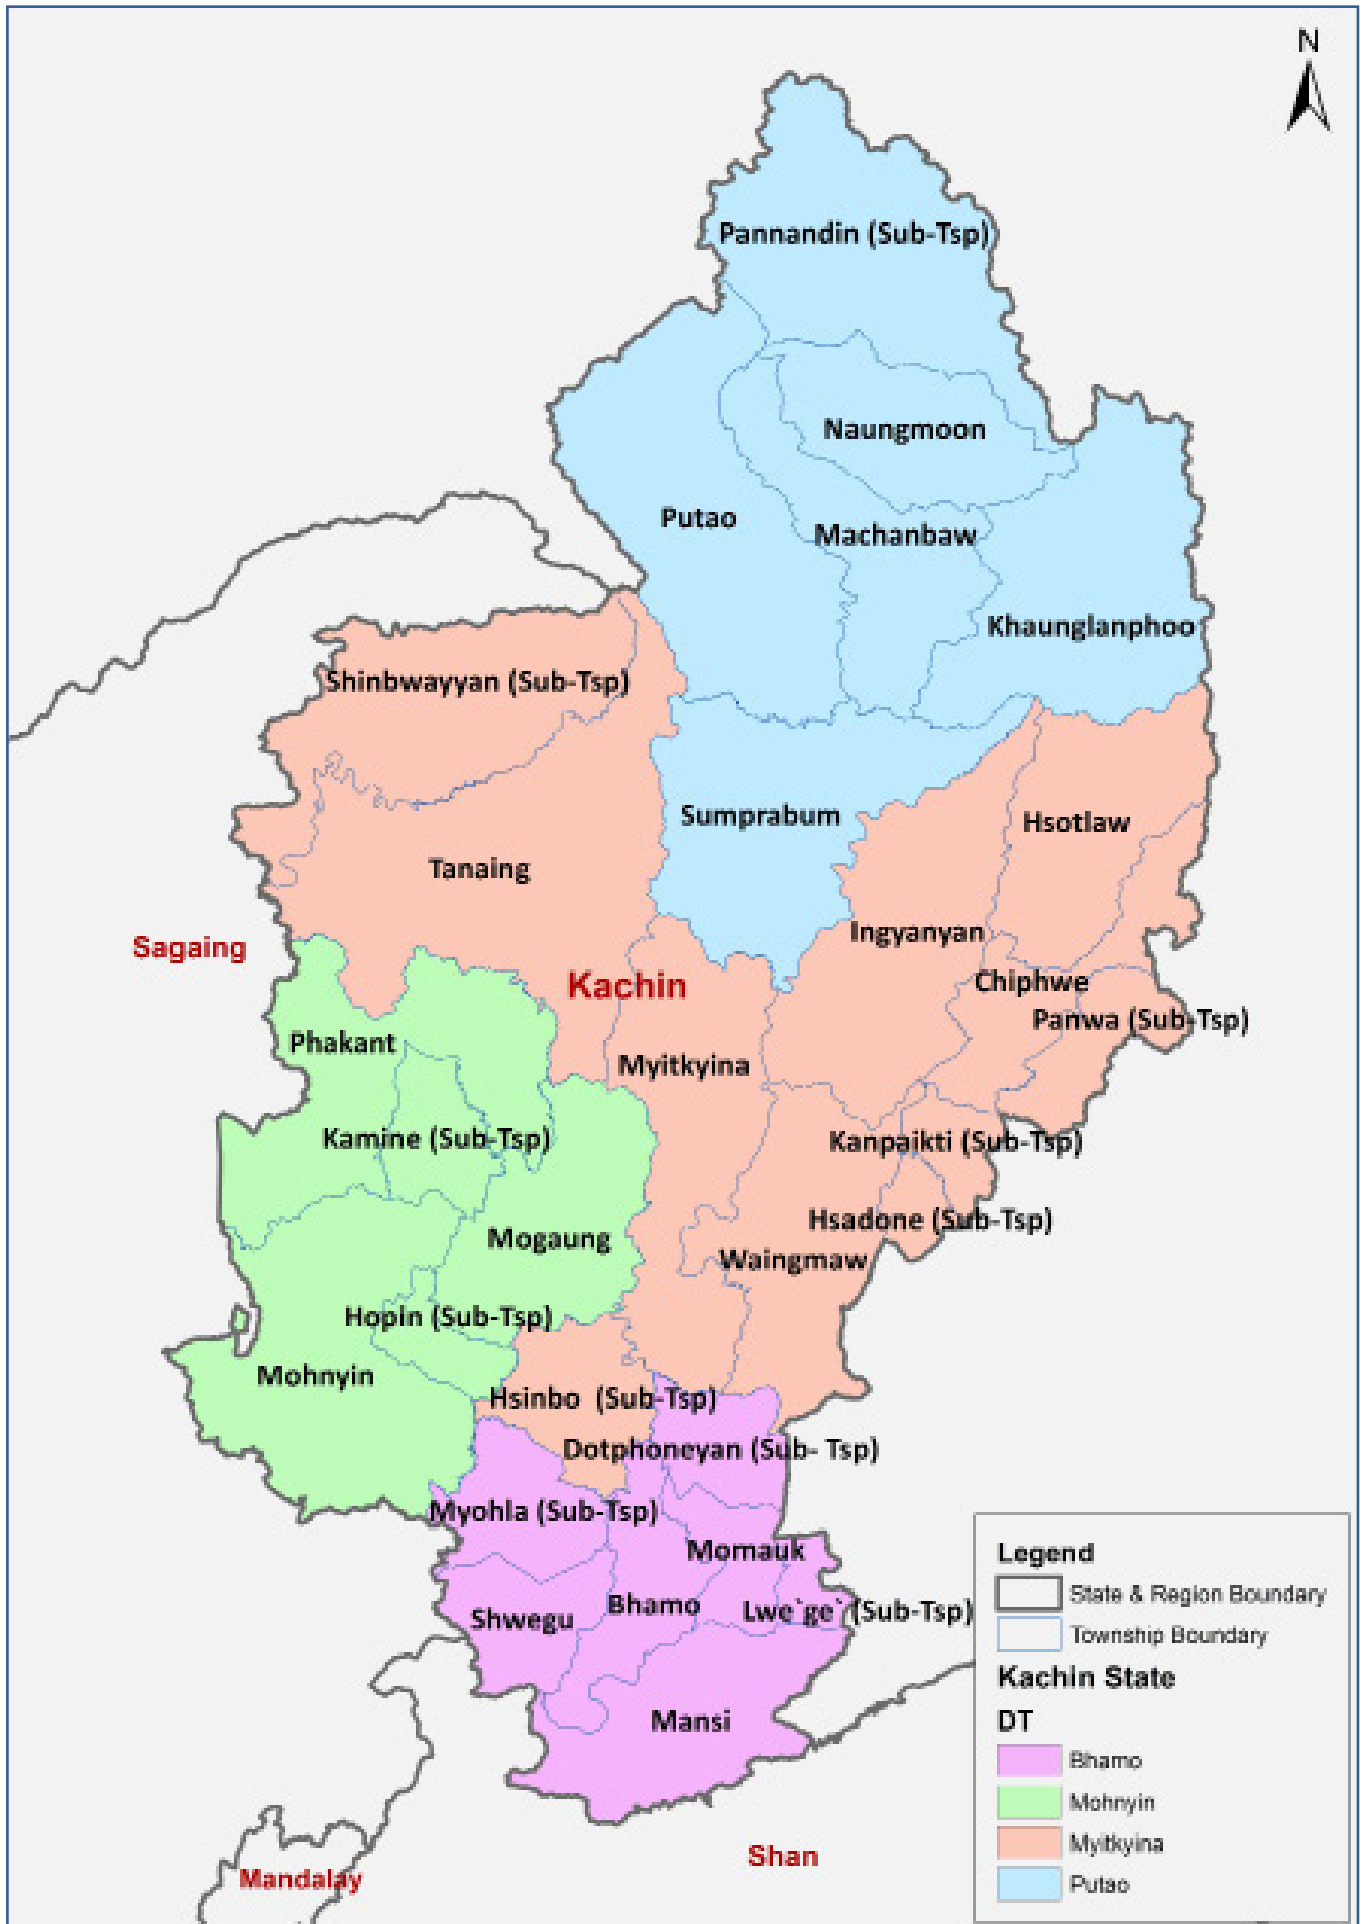 N
Pannandin (Sub-Tsp)
Naungmoon
Putao
Machanbaw
Khaunglanphoo
Shinbwayyan (Sub-Tsp)
Sumprabum
Hsotlaw
Tanaing
Ingyanyan
Sagaing
Kachin
Chiphwe
Panwa (Sub-Tsp)
Phakant
Myitkyina
Kamine (Sub-Tsp)
Kanpaikti (Sub-Tsp)
Hsadone (Sub-Tsp)
Mogaung
Waingmaw
Hopin (Sub-Tsp)
Mohnyin
Hsinbo (Sub-Tsp)
Dotphoneyan (Sub- Tsp)
Myohla (Sub-Tsp)
Momauk
Bhamo
Lwe`ge` (Sub-Tsp)
Shwegu
Mansi
Shan
Mandalay
Legend
State & Region Boundary
Township Boundary
Kachin State
DT
Bhamo
Mohnyin
Myitkyina
Putao